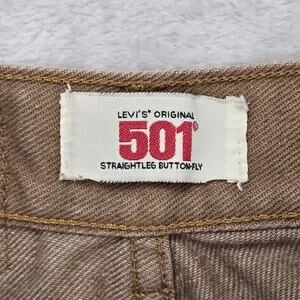 LEVI'S® ORIGINAL
501®
STRAIGHTLEG BUTTON-FLY